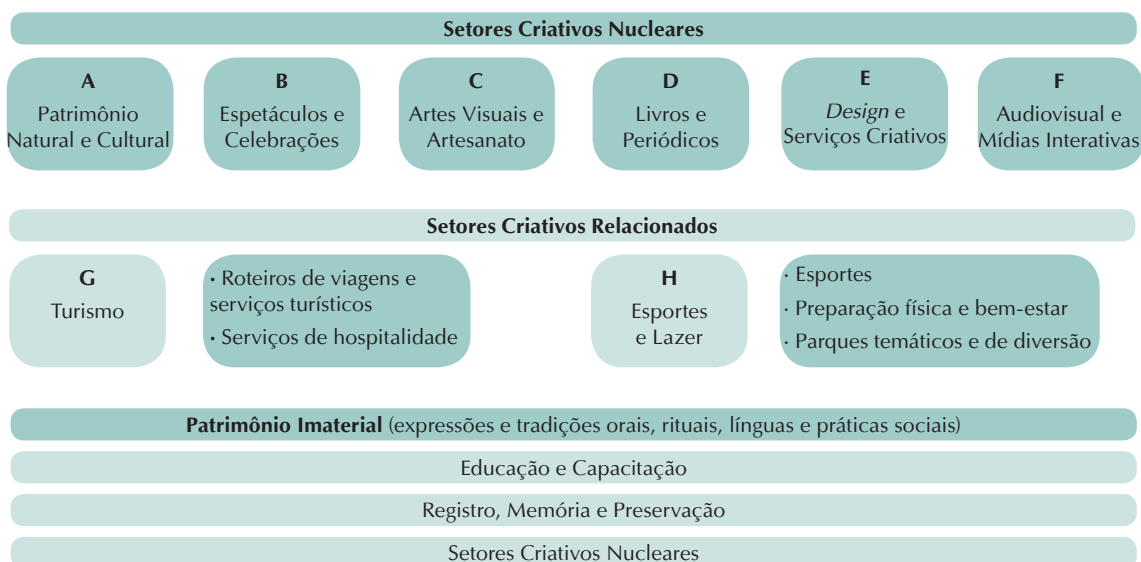 Setores Criativos Nucleares
A
Patrimônio
Natural e Cultural
B
Espetáculos e
Celebrações
C
Artes Visuais e
Artesanato
D
Livros e
Periódicos
E
Design e
Serviços Criativos
F
Audiovisual e
Mídias Interativas
Setores Criativos Relacionados
G
Turismo
· Roteiros de viagens e
serviços turísticos
· Serviços de hospitalidade
H
Esportes
e Lazer
· Esportes
· Preparação física e bem-estar
· Parques temáticos e de diversão
Patrimônio Imaterial (expressões e tradições orais, rituais, línguas e práticas sociais)
Educação e Capacitação
Registro, Memória e Preservação
Setores Criativos Nucleares